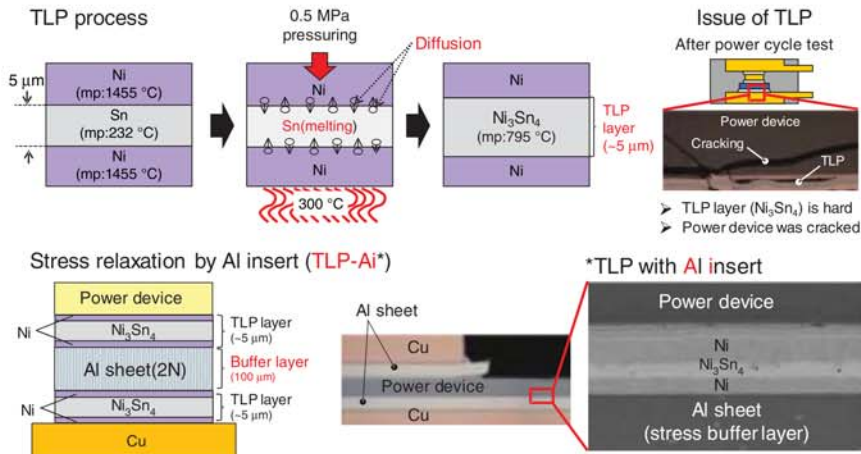 TLP process
0.5 MPa
pressuring
Diffusion
Issue of TLP
After power cycle test
5 μm
Ni
(mp:1455 °C)
Sn
(mp:232 °C)
Ni
(mp:1455 °C)
Ni
Sn(melting)
Ni
300 °C
Ni
Ni₃Sn₄
(mp:795 °C)
Ni
TLP
layer
(~5 μm)
Power device
Cracking
TLP
➢ TLP layer (Ni₃Sn₄) is hard
➢ Power device was cracked
Stress relaxation by Al insert (TLP-Ai*)
*TLP with Al insert
Power device
Ni
Ni₃Sn₄
TLP layer
(~5 μm)
Al sheet(2N)
Buffer layer
(100 μm)
Ni
Ni₃Sn₄
TLP layer
(~5 μm)
Cu
Al sheet
Cu
Power device
Cu
Power device
Ni
Ni₃Sn₄
Ni
Al sheet
(stress buffer layer)